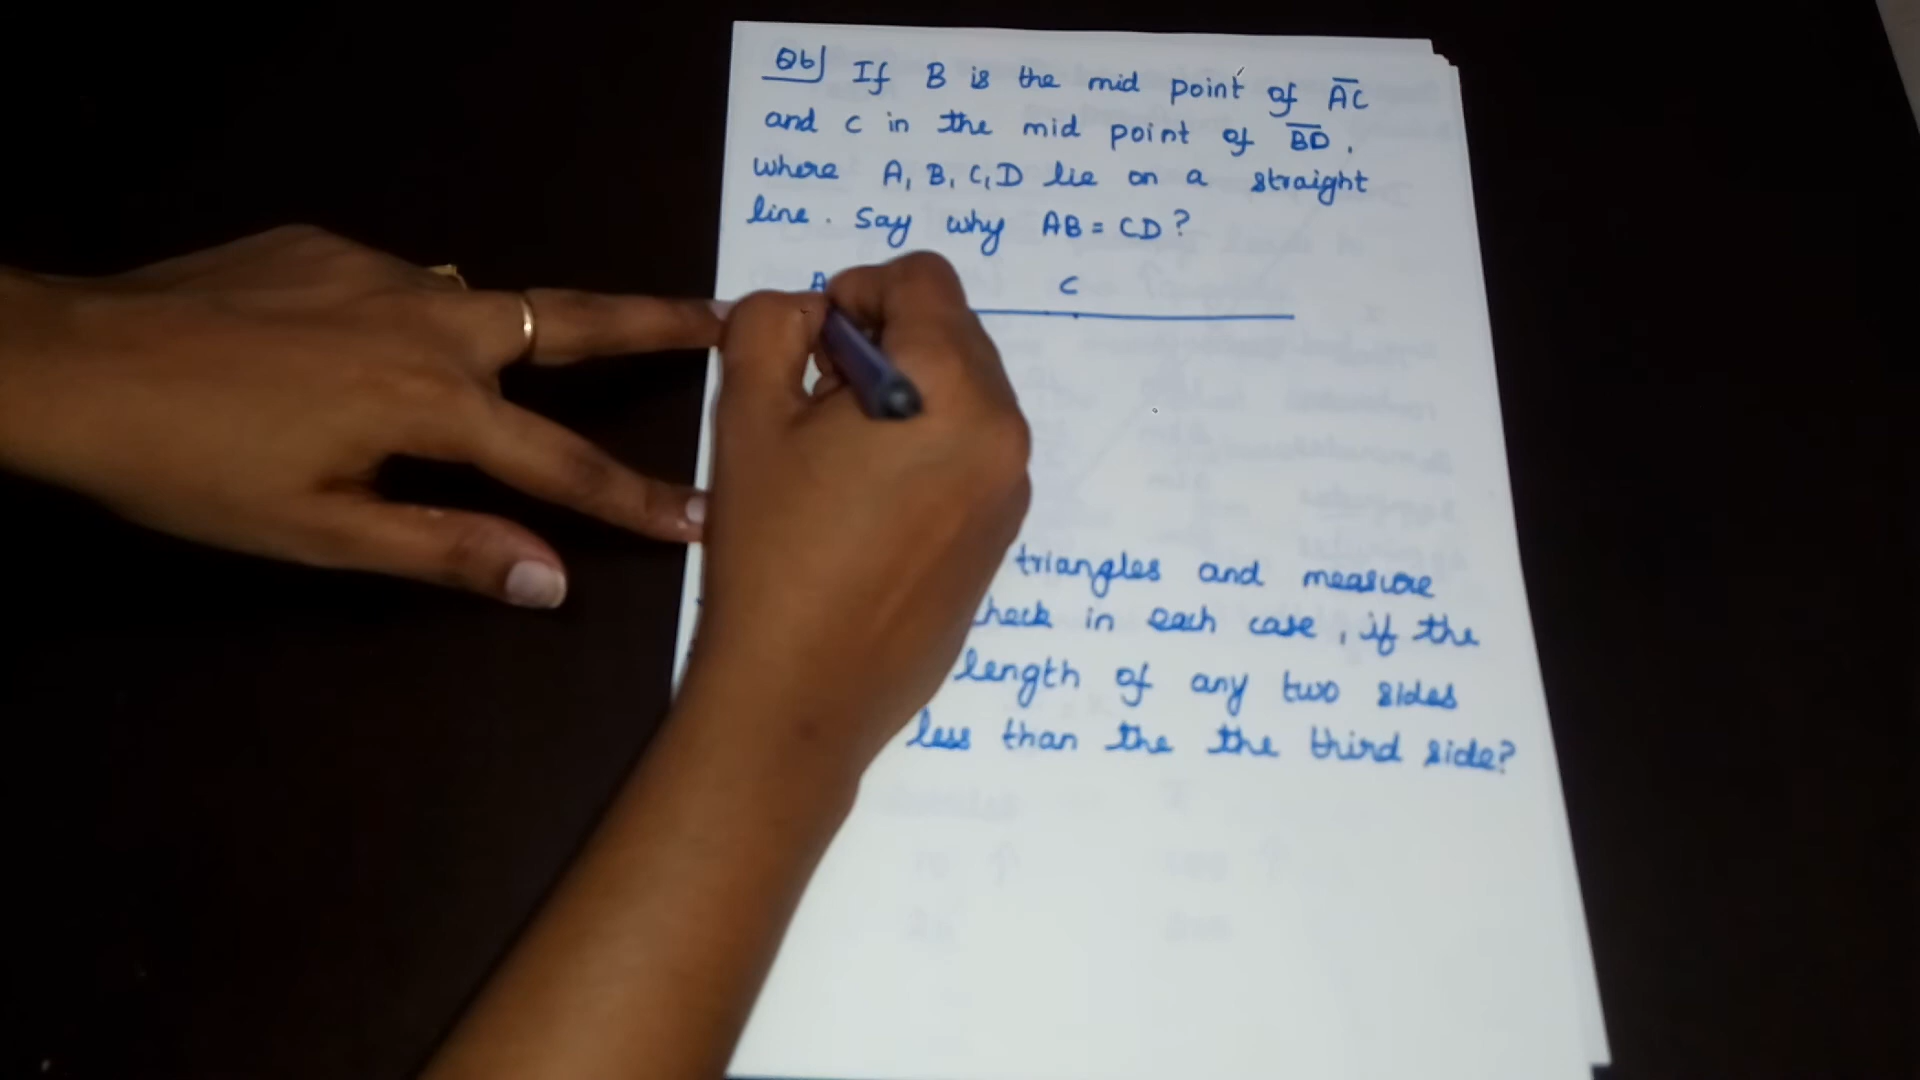 Q6) If B is the mid point of AC
and C in the mid point of BD,
where A, B, C, D lie on a straight
line. Say why AB = CD?
A C
triangles and measure
check in each case, if the
length of any two sides
less than the the third side?